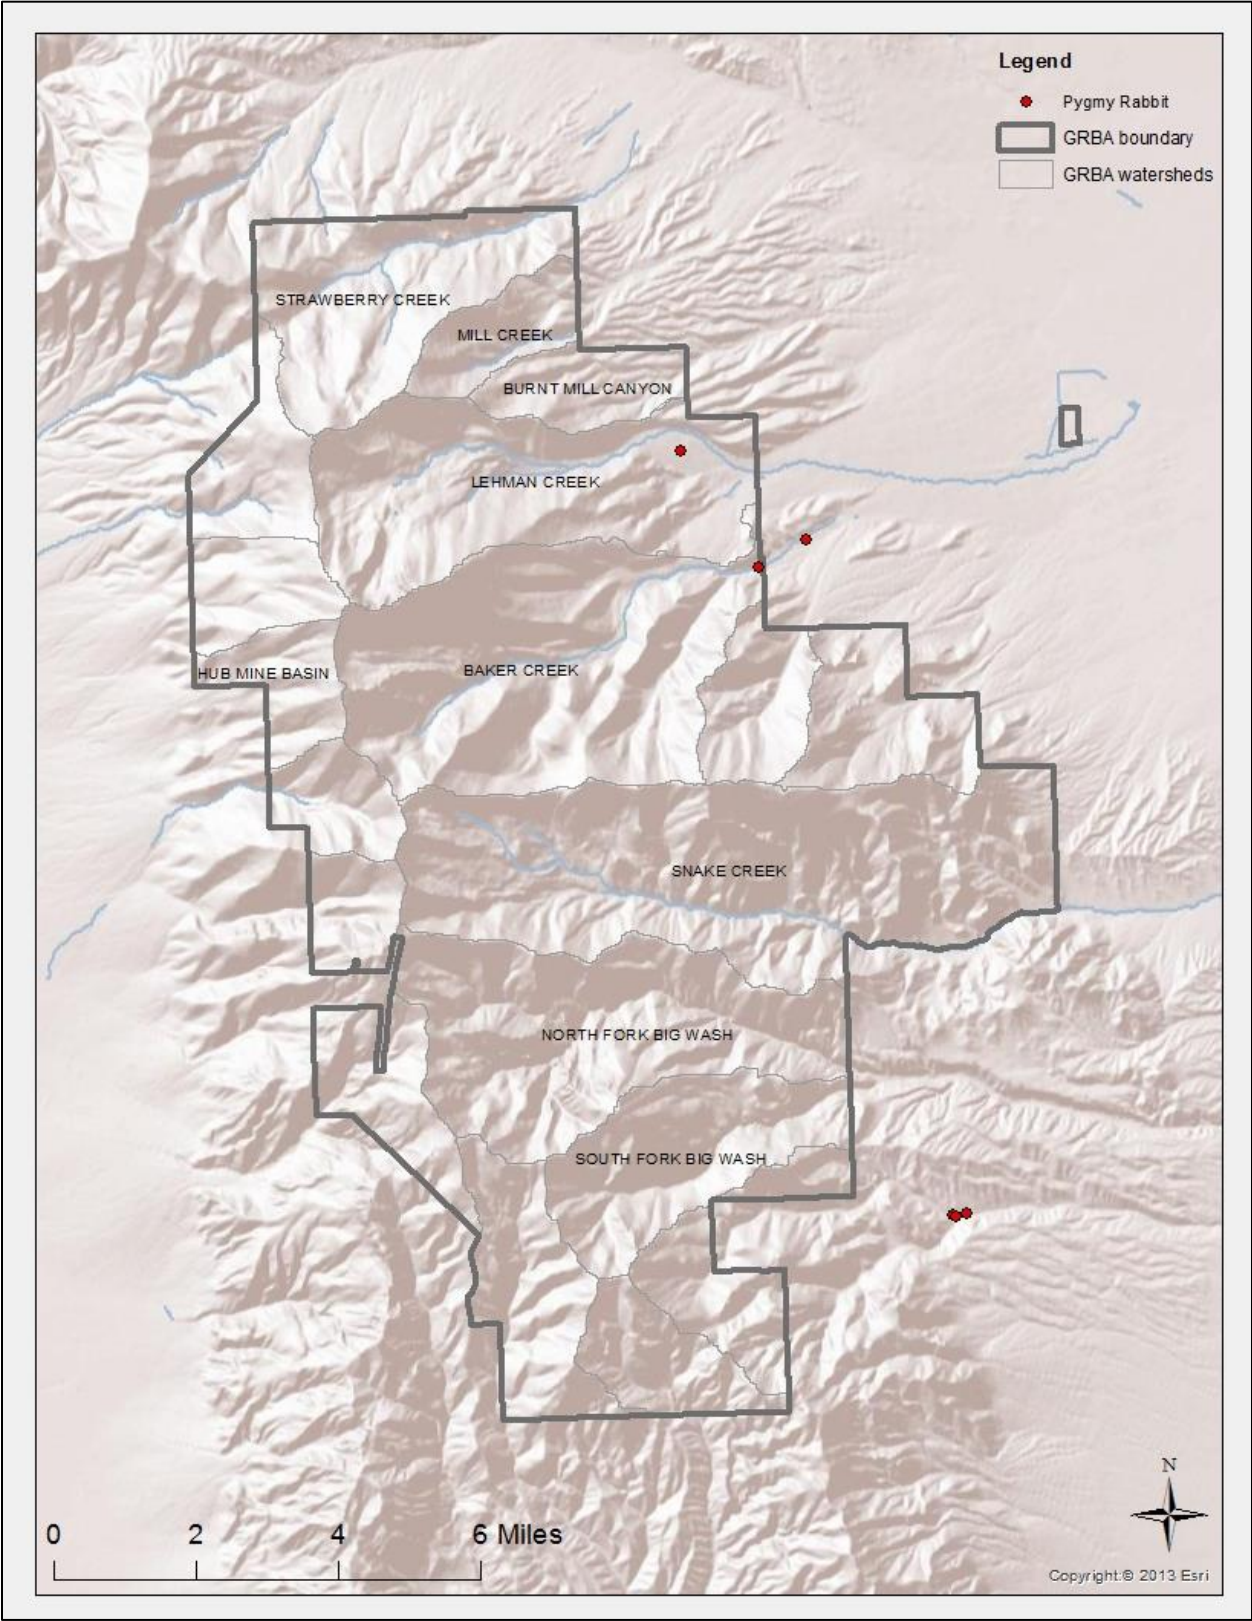 Legend
Pygmy Rabbit
GRBA boundary
GRBA watersheds
STRAWBERRY CREEK
MILL CREEK
BURNT MILL CANYON
LEHMAN CREEK
HUB MINE BASIN
BAKER CREEK
SNAKE CREEK
NORTH FORK BIG WASH
SOUTH FORK BIG WASH
N
0 2 4 6 Miles
Copyright:© 2013 Esri